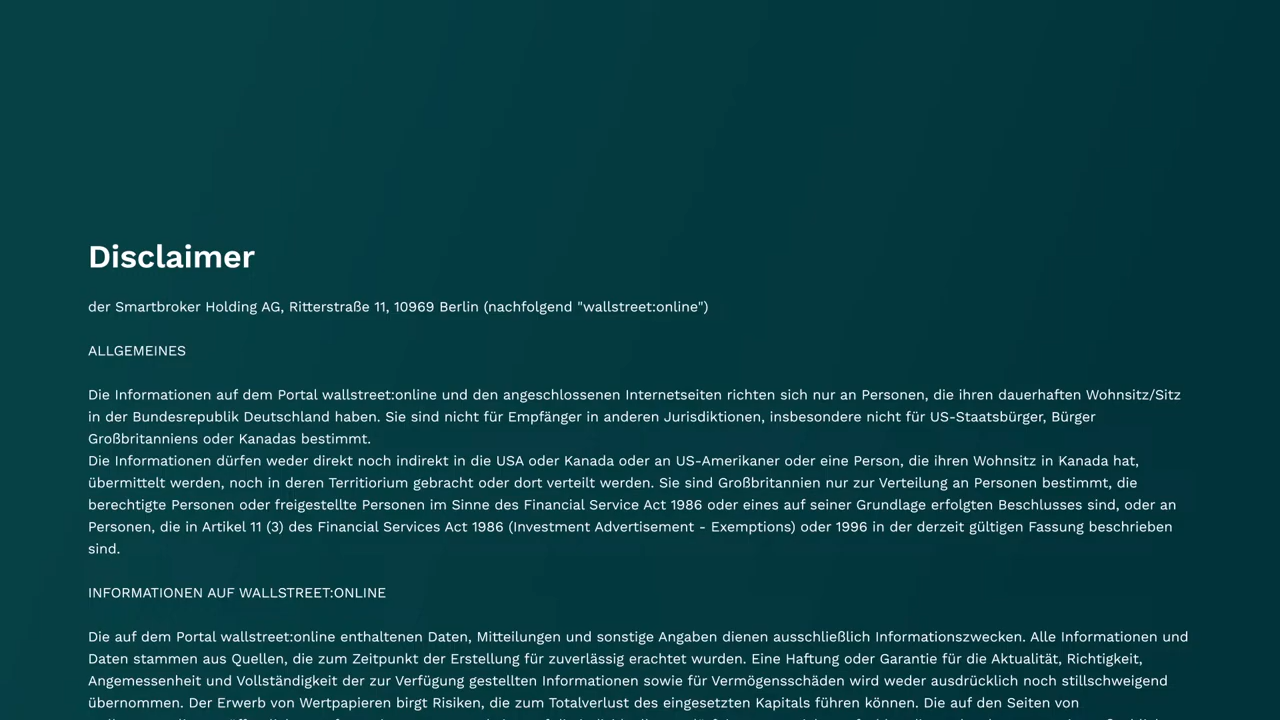 Disclaimer
der Smartbroker Holding AG, Ritterstraße 11, 10969 Berlin (nachfolgend "wallstreet:online")
ALLGEMEINES
Die Informationen auf dem Portal wallstreet:online und den angeschlossenen Internetseiten richten sich nur an Personen, die ihren dauerhaften Wohnsitz/Sitz
in der Bundesrepublik Deutschland haben. Sie sind nicht für Empfänger in anderen Jurisdiktionen, insbesondere nicht für US-Staatsbürger, Bürger
Großbritanniens oder Kanadas bestimmt.
Die Informationen dürfen weder direkt noch indirekt in die USA oder Kanada oder an US-Amerikaner oder eine Person, die ihren Wohnsitz in Kanada hat,
übermittelt werden, noch in deren Territiorium gebracht oder dort verteilt werden. Sie sind Großbritannien nur zur Verteilung an Personen bestimmt, die
berechtigte Personen oder freigestellte Personen im Sinne des Financial Service Act 1986 oder eines auf seiner Grundlage erfolgten Beschlusses sind, oder an
Personen, die in Artikel 11 (3) des Financial Services Act 1986 (Investment Advertisement - Exemptions) oder 1996 in der derzeit gültigen Fassung beschrieben
sind.
INFORMATIONEN AUF WALLSTREET:ONLINE
Die auf dem Portal wallstreet:online enthaltenen Daten, Mitteilungen und sonstige Angaben dienen ausschließlich Informationszwecken. Alle Informationen und
Daten stammen aus Quellen, die zum Zeitpunkt der Erstellung für zuverlässig erachtet wurden. Eine Haftung oder Garantie für die Aktualität, Richtigkeit,
Angemessenheit und Vollständigkeit der zur Verfügung gestellten Informationen sowie für Vermögensschäden wird weder ausdrücklich noch stillschweigend
übernommen. Der Erwerb von Wertpapieren birgt Risiken, die zum Totalverlust des eingesetzten Kapitals führen können. Die auf den Seiten von